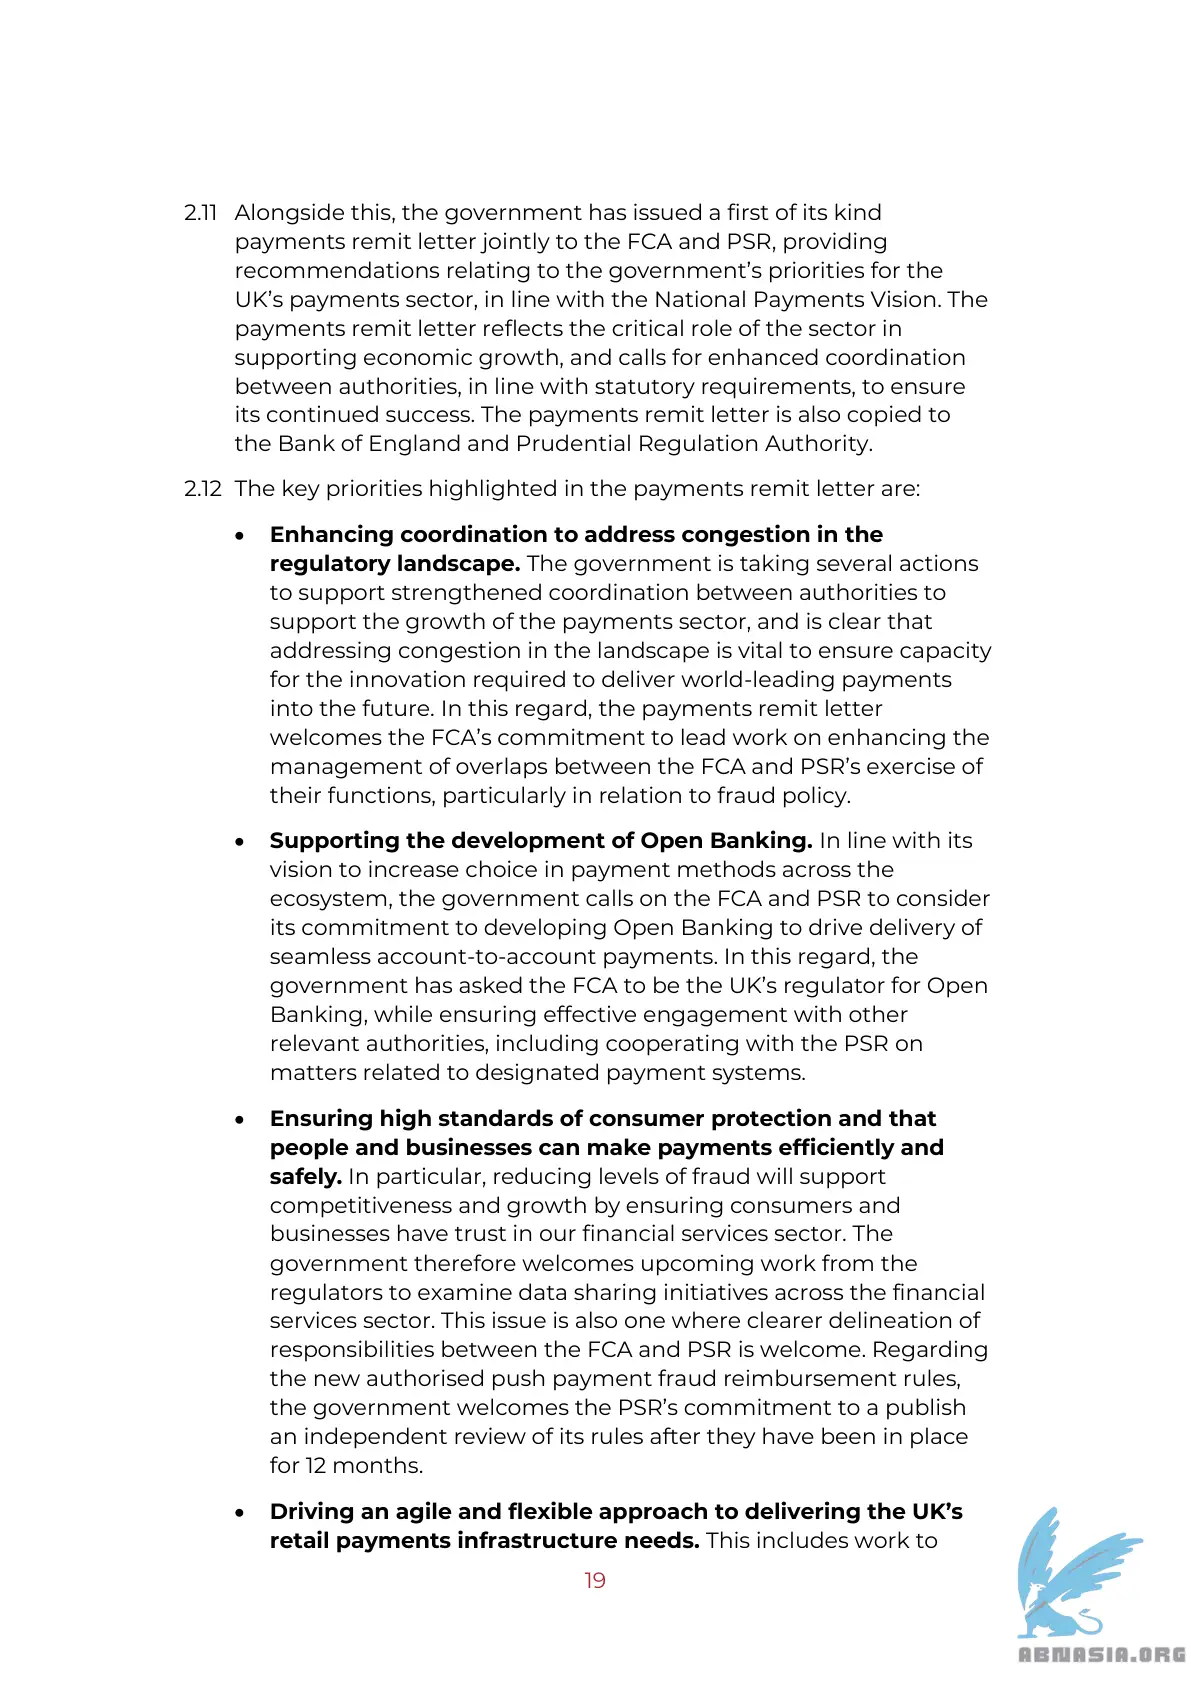 2.11 Alongside this, the government has issued a first of its kind
payments remit letter jointly to the FCA and PSR, providing
recommendations relating to the government’s priorities for the
UK’s payments sector, in line with the National Payments Vision. The
payments remit letter reflects the critical role of the sector in
supporting economic growth, and calls for enhanced coordination
between authorities, in line with statutory requirements, to ensure
its continued success. The payments remit letter is also copied to
the Bank of England and Prudential Regulation Authority.
2.12 The key priorities highlighted in the payments remit letter are:
• Enhancing coordination to address congestion in the
regulatory landscape. The government is taking several actions
to support strengthened coordination between authorities to
support the growth of the payments sector, and is clear that
addressing congestion in the landscape is vital to ensure capacity
for the innovation required to deliver world-leading payments
into the future. In this regard, the payments remit letter
welcomes the FCA’s commitment to lead work on enhancing the
management of overlaps between the FCA and PSR’s exercise of
their functions, particularly in relation to fraud policy.
• Supporting the development of Open Banking. In line with its
vision to increase choice in payment methods across the
ecosystem, the government calls on the FCA and PSR to consider
its commitment to developing Open Banking to drive delivery of
seamless account-to-account payments. In this regard, the
government has asked the FCA to be the UK’s regulator for Open
Banking, while ensuring effective engagement with other
relevant authorities, including cooperating with the PSR on
matters related to designated payment systems.
• Ensuring high standards of consumer protection and that
people and businesses can make payments efficiently and
safely. In particular, reducing levels of fraud will support
competitiveness and growth by ensuring consumers and
businesses have trust in our financial services sector. The
government therefore welcomes upcoming work from the
regulators to examine data sharing initiatives across the financial
services sector. This issue is also one where clearer delineation of
responsibilities between the FCA and PSR is welcome. Regarding
the new authorised push payment fraud reimbursement rules,
the government welcomes the PSR’s commitment to a publish
an independent review of its rules after they have been in place
for 12 months.
• Driving an agile and flexible approach to delivering the UK’s
retail payments infrastructure needs. This includes work to
19
ABNASIA.ORG